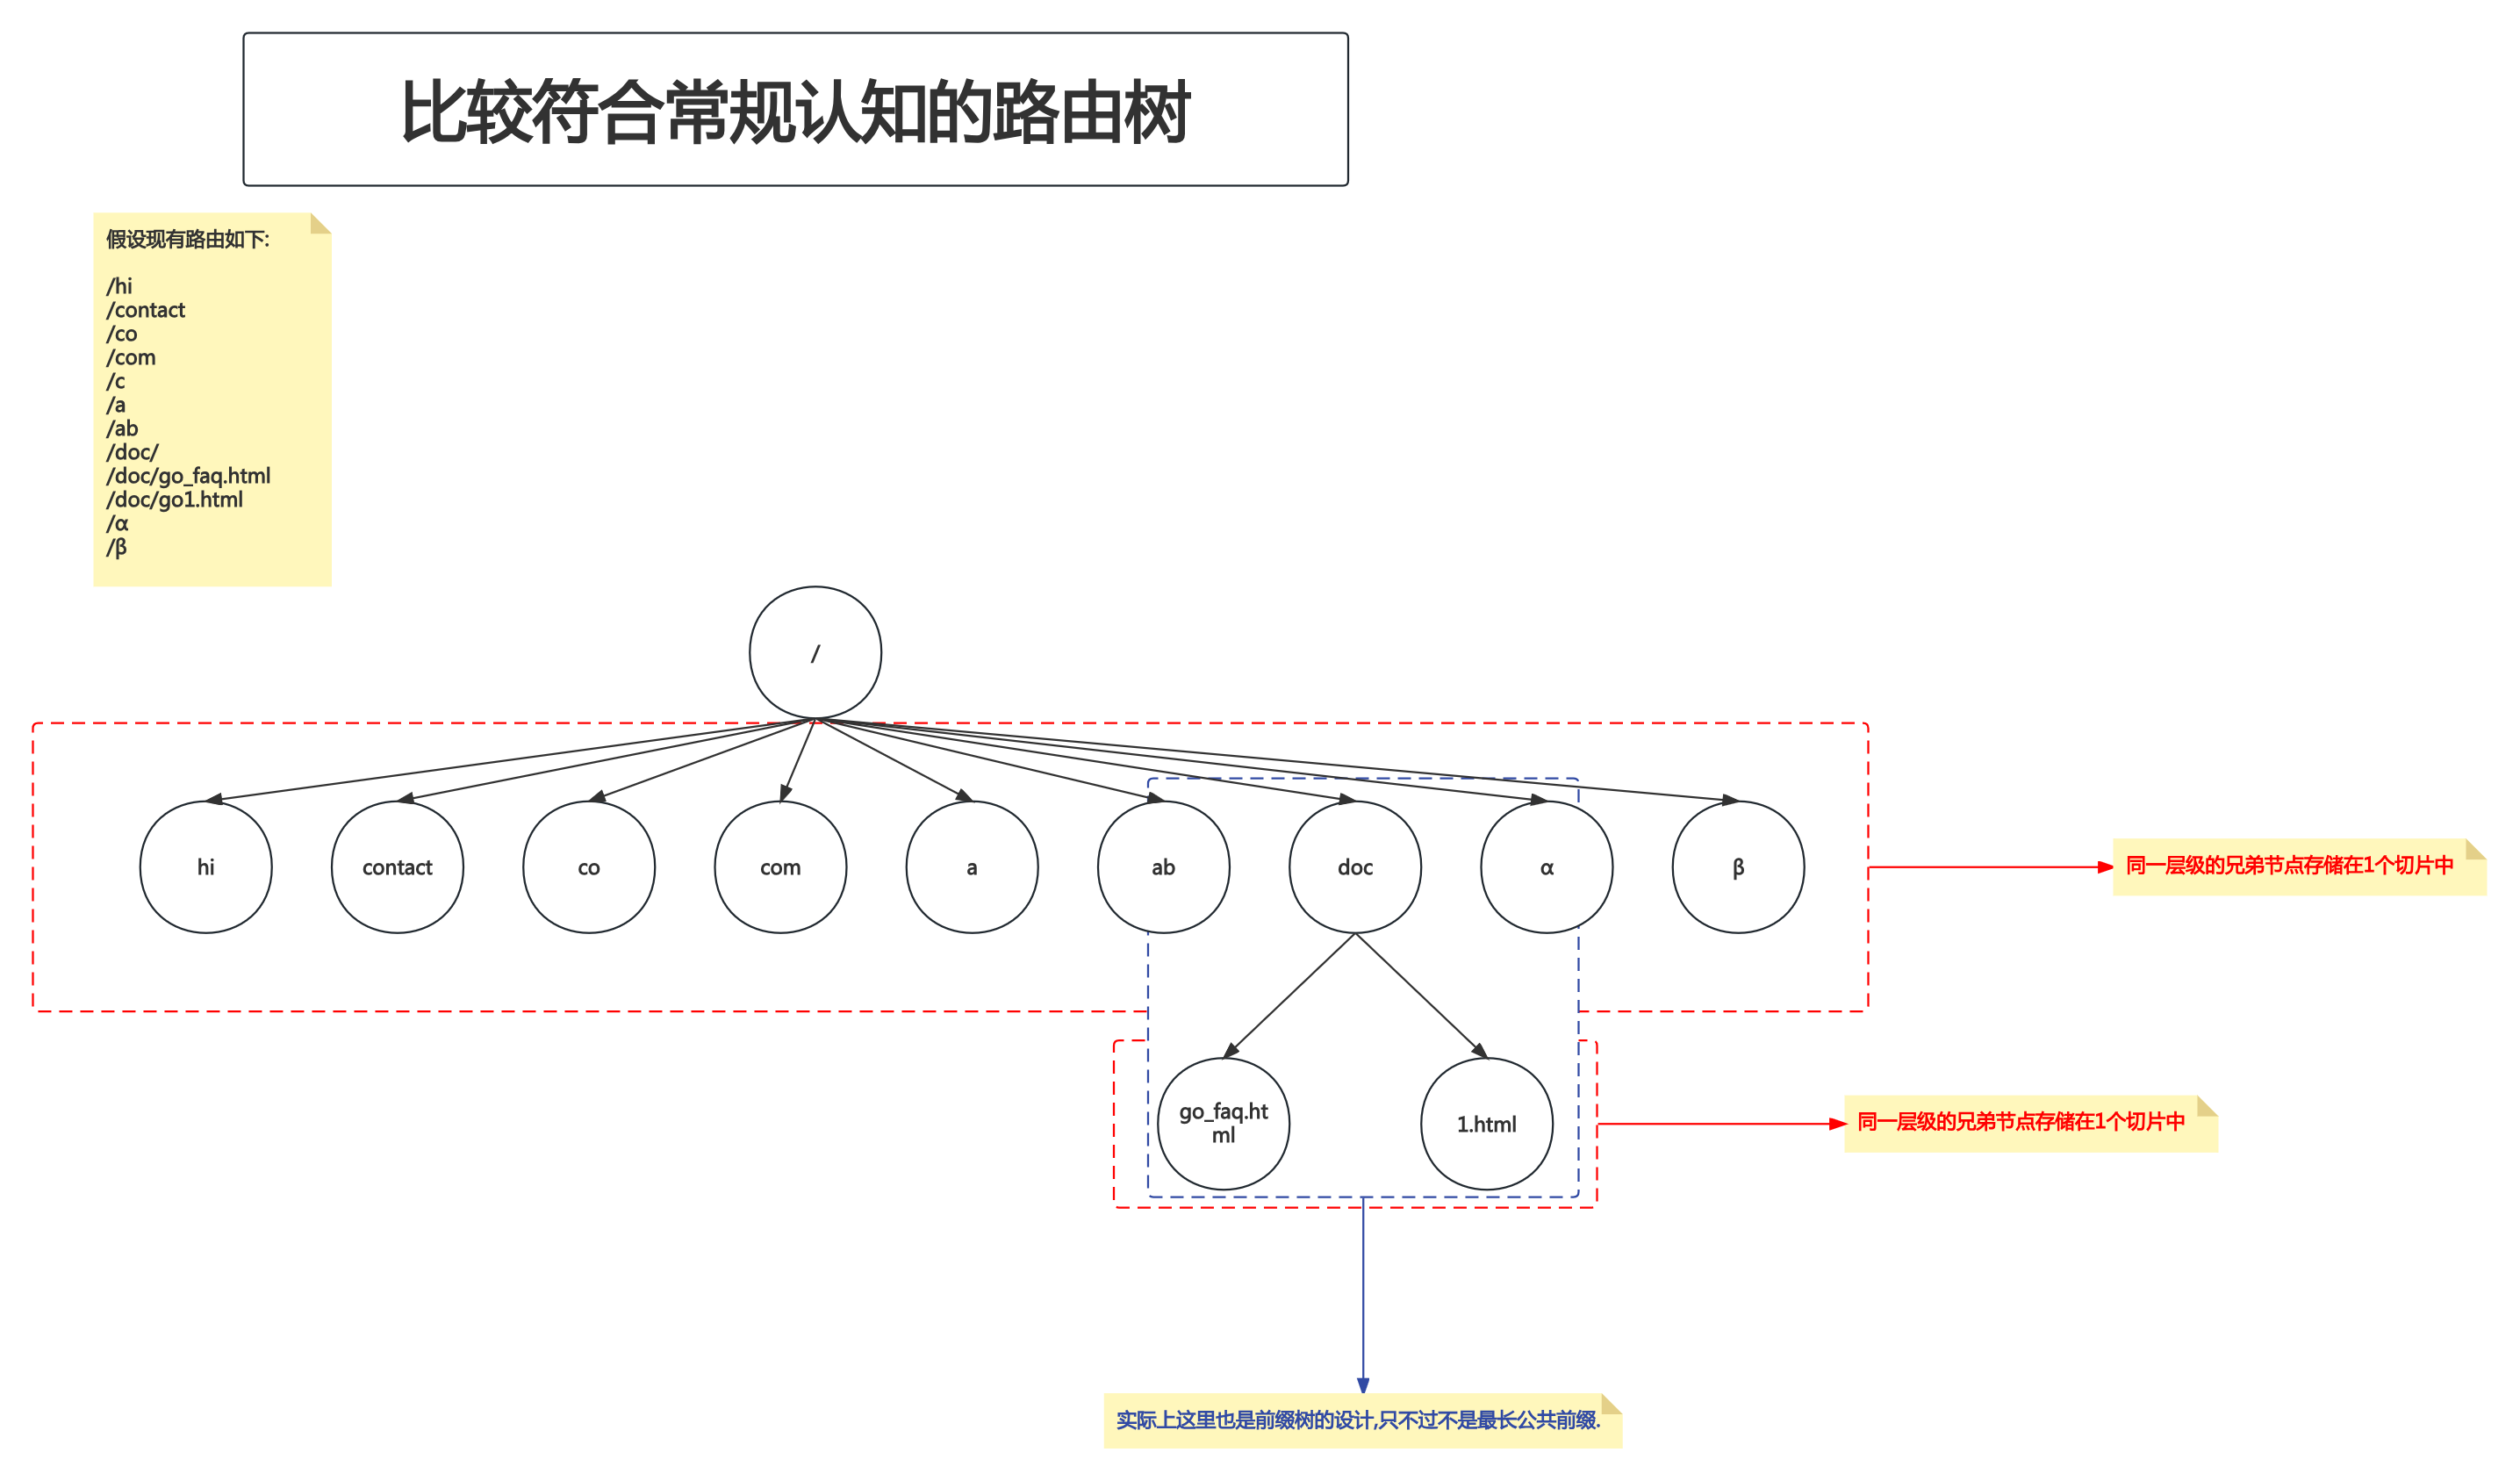 比较符合常规认知的路由树
假设现有路由如下:
/hi
/contact
/co
/com
/c
/a
/ab
/doc/
/doc/go_faq.html
/doc/go1.html
/α
/β
/
hi
contact
co
com
a
ab
doc
α
β
同一层级的兄弟节点存储在1个切片中
go_faq.ht
ml
1.html
同一层级的兄弟节点存储在1个切片中
实际上这里也是前缀树的设计,只不过不是最长公共前缀.